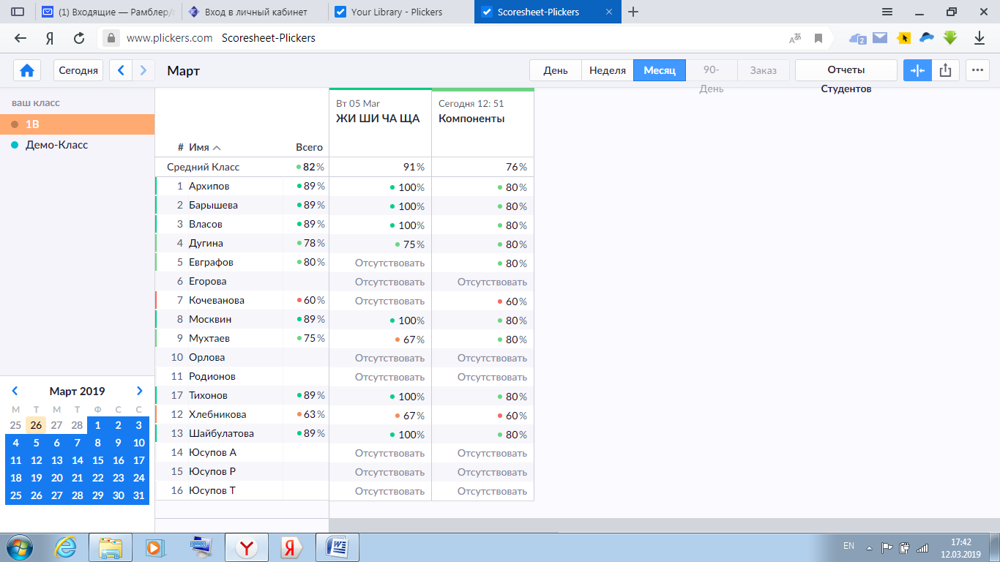 (1) Входящие — Рамблер/п
Вход в личный кабинет
Your Library - Plickers
Scoresheet-Plickers
www.plickers.com Scoresheet-Plickers
2
Сегодня
Март
День Неделя Месяц 90-День Заказ Отчеты Студентов
ваш класс
1В
Демо-Класс
Вт 05 Mar Сегодня 12: 51
ЖИ ШИ ЧА ЩА Компоненты
# Имя Всего
Средний Класс 82% 91% 76%
1 Архипов 89% 100% 80%
2 Барышева 89% 100% 80%
3 Власов 89% 100% 80%
4 Дугина 78% 75% 80%
5 Евграфов 80% Отсутствовать 80%
6 Егорова Отсутствовать Отсутствовать
7 Кочеванова 60% Отсутствовать 60%
8 Москвин 89% 100% 80%
9 Мухтаев 75% 67% 80%
10 Орлова Отсутствовать Отсутствовать
11 Родионов Отсутствовать Отсутствовать
17 Тихонов 89% 100% 80%
12 Хлебникова 63% 67% 60%
13 Шайбулатова 89% 100% 80%
14 Юсупов А Отсутствовать Отсутствовать
15 Юсупов Р Отсутствовать Отсутствовать
16 Юсупов Т Отсутствовать Отсутствовать
Март 2019
М Т М Т Ф С С
25 26 27 28 1 2 3
4 5 6 7 8 9 10
11 12 13 14 15 16 17
18 19 20 21 22 23 24
25 26 27 28 29 30 31
EN
17:42
12.03.2019